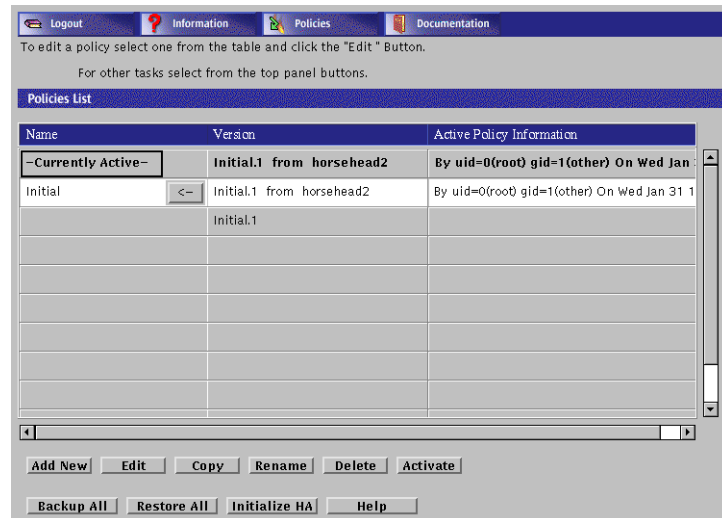 Logout Information Policies Documentation
To edit a policy select one from the table and click the "Edit " Button.
For other tasks select from the top panel buttons.
Policies List
Name Version Active Policy Information
-Currently Active- Initial.1 from horsehead2 By uid=0(root) gid=1(other) On Wed Jan
Initial <- Initial.1 from horsehead2 By uid=0(root) gid=1(other) On Wed Jan 31 1
Initial.1
Add New Edit Copy Rename Delete Activate
Backup All Restore All Initialize HA Help